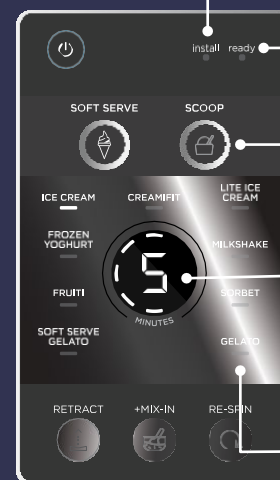 install ready
SOFT SERVE SCOOP
ICE CREAM CREAMIFIT LITE ICE
CREAM
FROZEN
YOGHURT
MILKSHAKE
FRUITI SORBET
5
MINUTES
SOFT SERVE
GELATO
GELATO
RETRACT +MIX-IN RE-SPIN